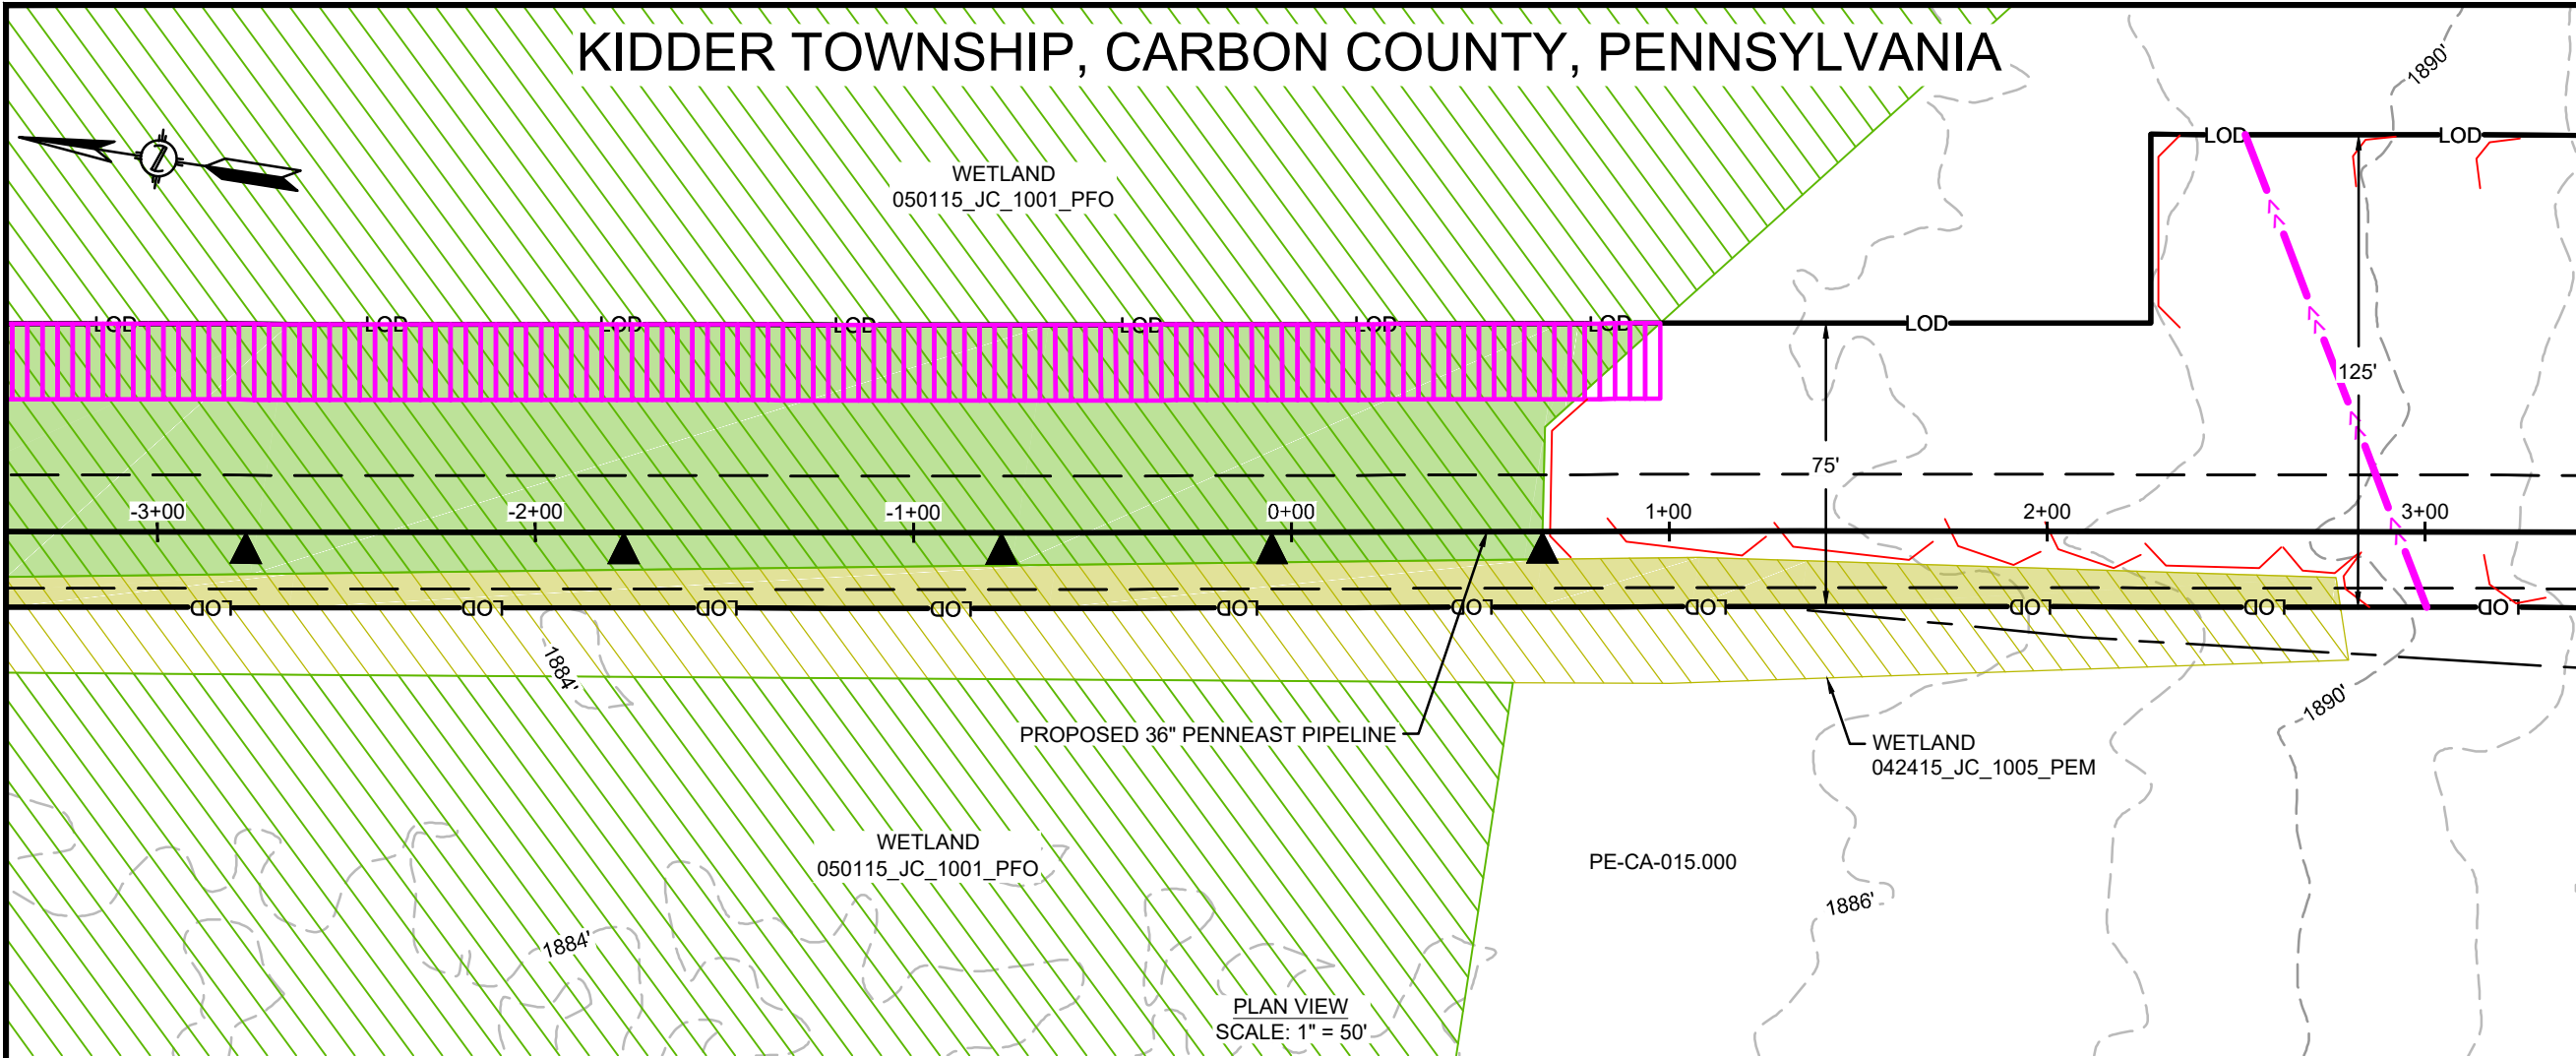 KIDDER TOWNSHIP, CARBON COUNTY, PENNSYLVANIA
1890'
Z
WETLAND
050115_JC_1001_PFO
LOD LOD
LOD LOD LOD LOD LOD LOD LOD LOD
125'
75'
-3+00 -2+00 -1+00 0+00 1+00 2+00 3+00
LOD LOD LOD LOD LOD LOD LOD LOD LOD LOD
1884'
1890'
PROPOSED 36" PENNEAST PIPELINE
WETLAND
042415_JC_1005_PEM
WETLAND
050115_JC_1001_PFO
PE-CA-015.000
1886'
1884'
PLAN VIEW
SCALE: 1" = 50'